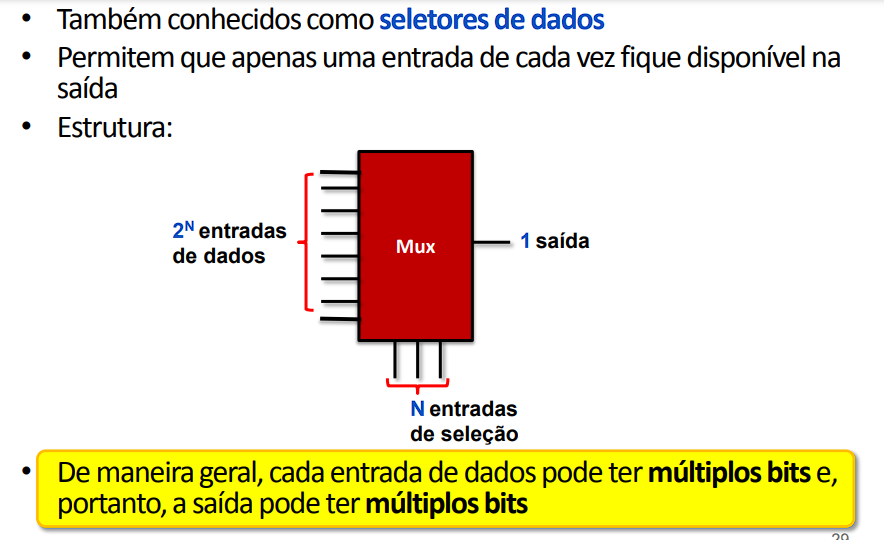 • Também conhecidos como seletores de dados
• Permitem que apenas uma entrada de cada vez fique disponível na
saída
• Estrutura:
2ᴺ entradas
de dados
Mux
1 saída
N entradas
de seleção
• De maneira geral, cada entrada de dados pode ter múltiplos bits e,
portanto, a saída pode ter múltiplos bits
29